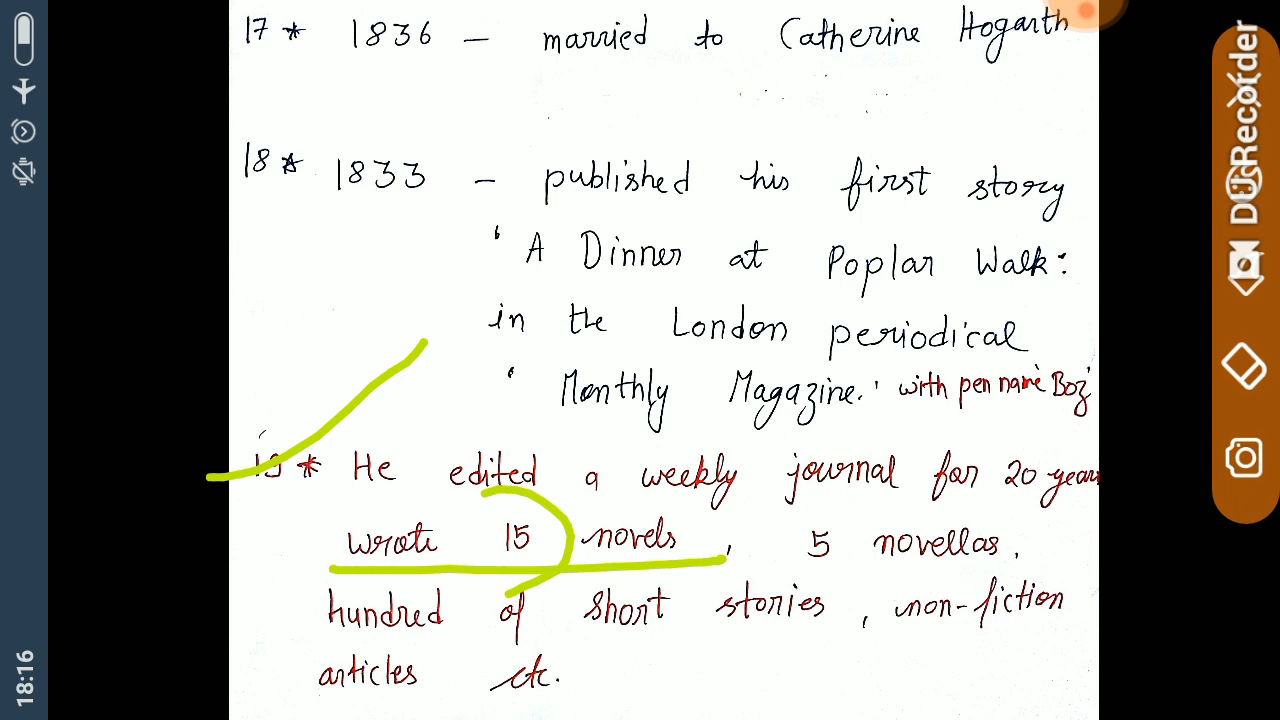 17 * 1836 – married to Catherine Hogarth
18 * 1833 – published his first story
' A Dinner at Poplar Walk.'
in the London periodical
' Monthly Magazine.' with pen name 'Boz'
19 * He edited a weekly journal for 20 years
wrote 15 novels, 5 novellas,
hundred of short stories, non-fiction
articles etc.
18:16
DU Recorder